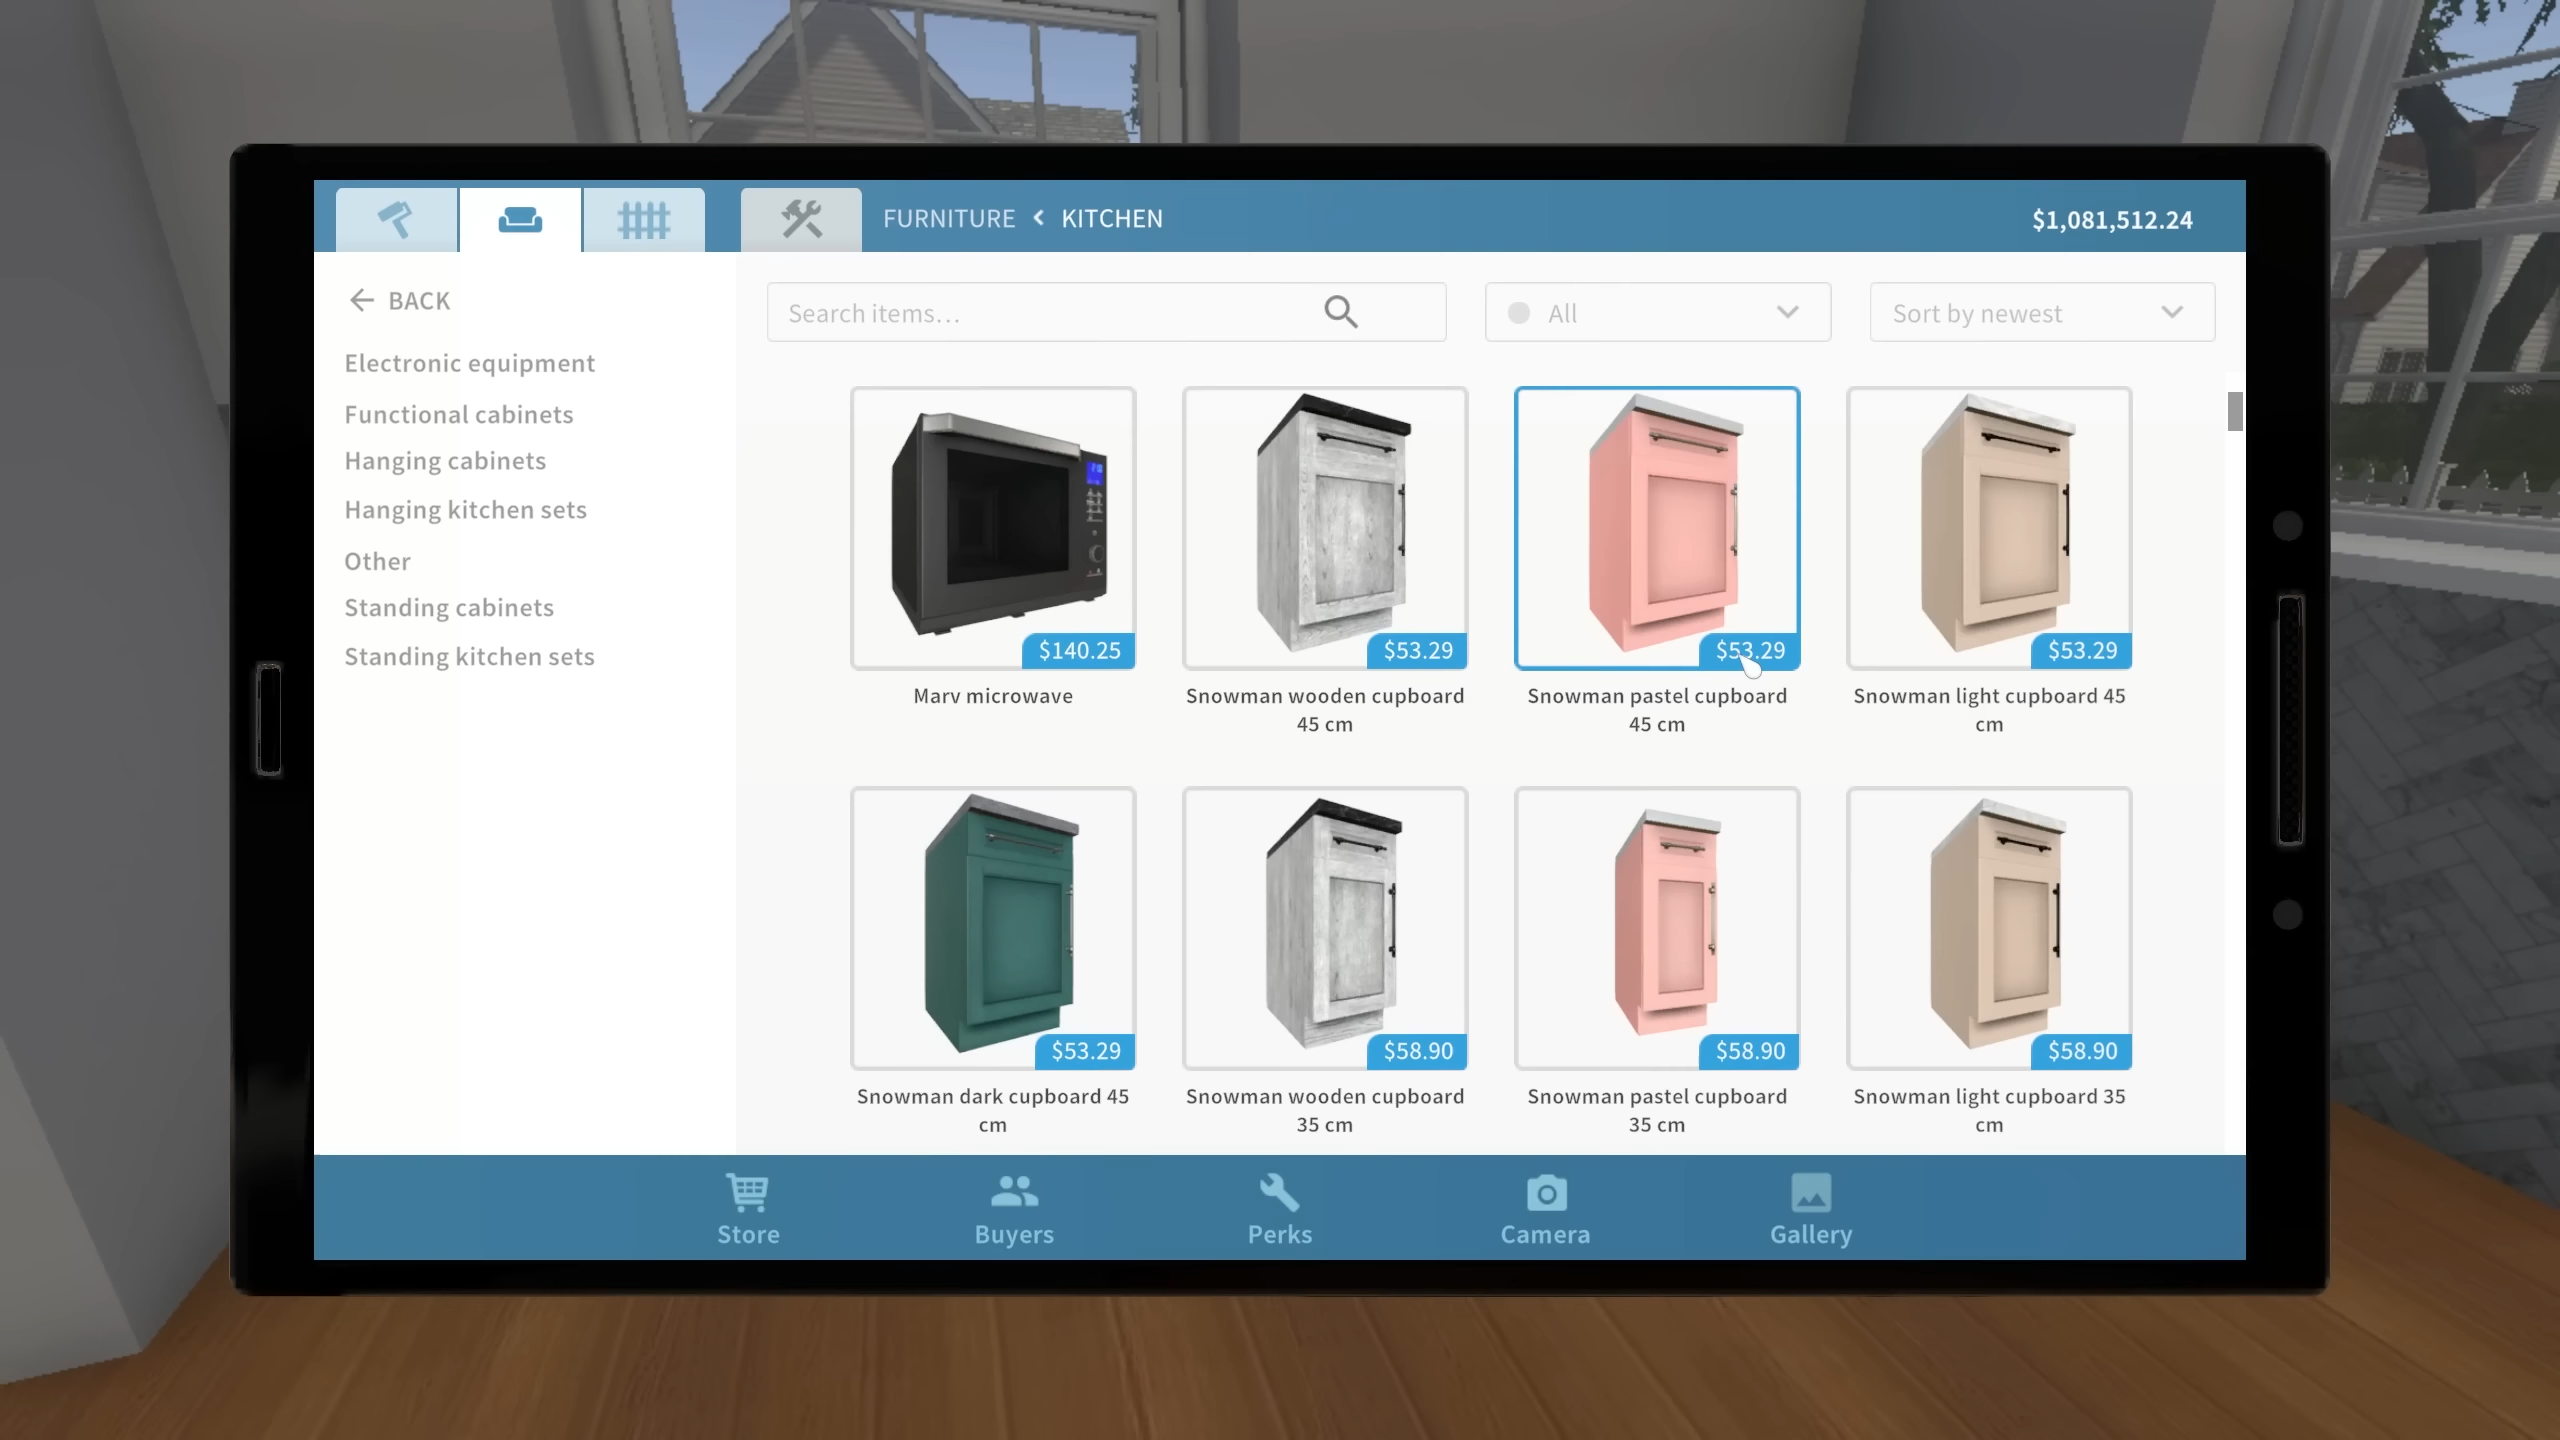 FURNITURE < KITCHEN
$1,081,512.24
BACK
Electronic equipment
Functional cabinets
Hanging cabinets
Hanging kitchen sets
Other
Standing cabinets
Standing kitchen sets
Search items...
All
Sort by newest
$140.25
$53.29
$53.29
$53.29
Marv microwave
Snowman wooden cupboard
45 cm
Snowman pastel cupboard
45 cm
Snowman light cupboard 45
cm
$53.29
$58.90
$58.90
$58.90
Snowman dark cupboard 45
cm
Snowman wooden cupboard
35 cm
Snowman pastel cupboard
35 cm
Snowman light cupboard 35
cm
Store
Buyers
Perks
Camera
Gallery